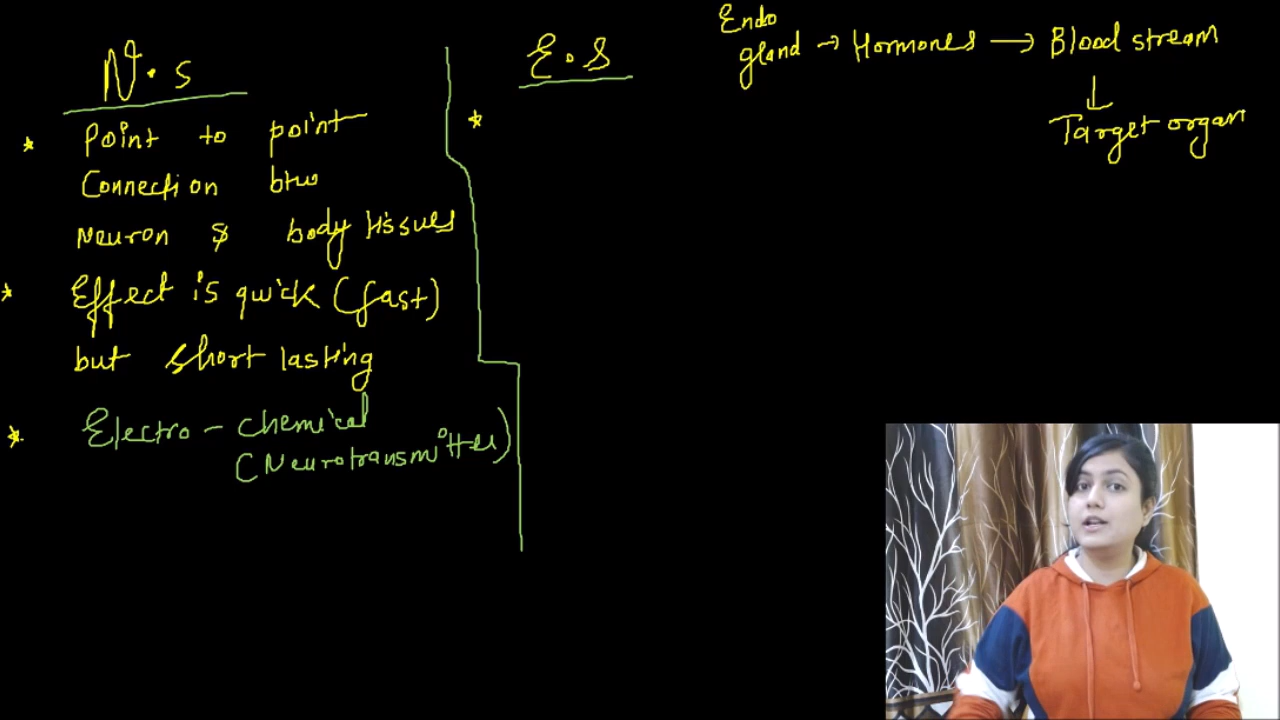 N.S
* Point to point
Connection btw
Neuron & body tissues
* Effect is quick (fast)
but short lasting
* Electro - chemical
(Neurotransmitter)
E.S
*
Endo
gland → Hormones → Blood stream
↓
Target organ